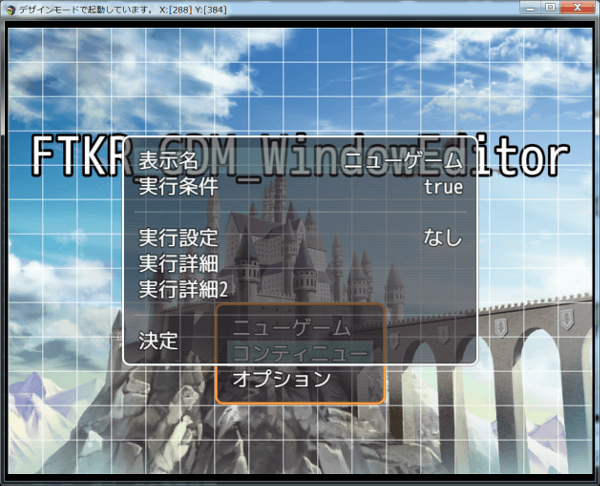 デザインモードで起動しています。 X:[288] Y:[384]
FTKR_GDM_WindowEditor
表示名 ニューゲーム
実行条件 true
実行設定 なし
実行詳細
実行詳細2
決定
ニューゲーム
コンティニュー
オプション